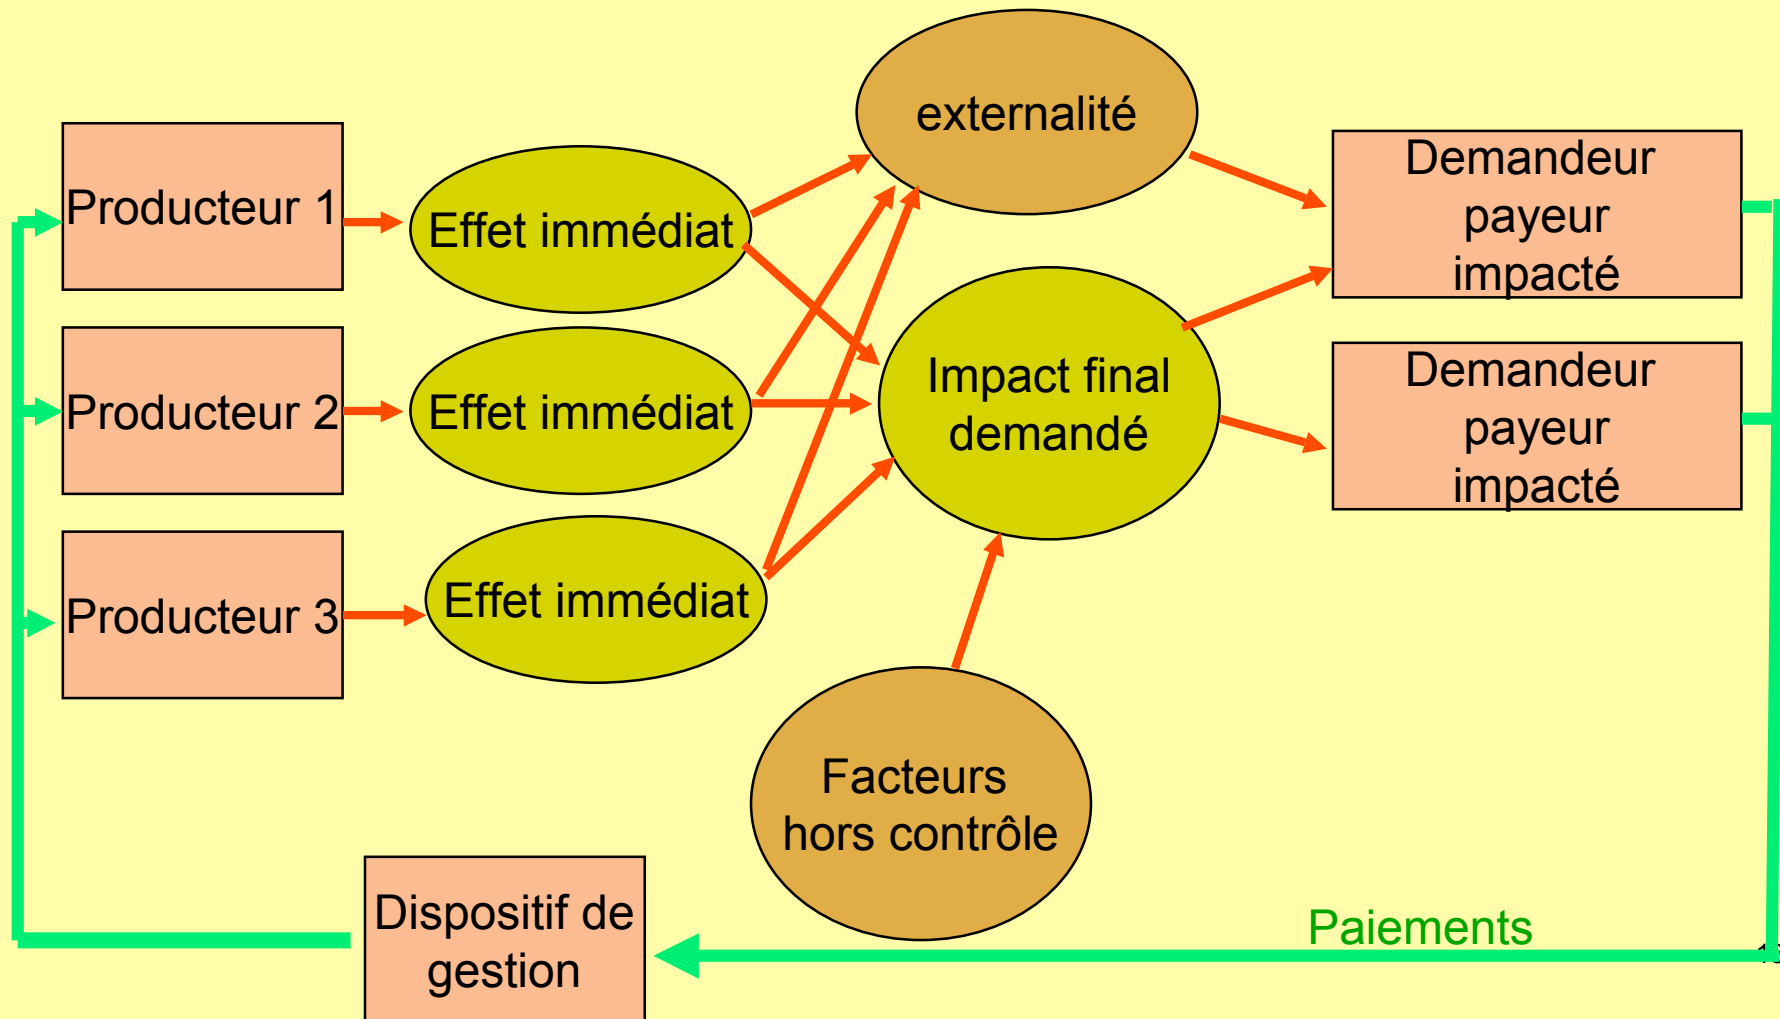 externalité
Producteur 1
Effet immédiat
Demandeur
payeur
impacté
Producteur 2
Effet immédiat
Impact final
demandé
Demandeur
payeur
impacté
Producteur 3
Effet immédiat
Facteurs
hors contrôle
Dispositif de
gestion
Paiements